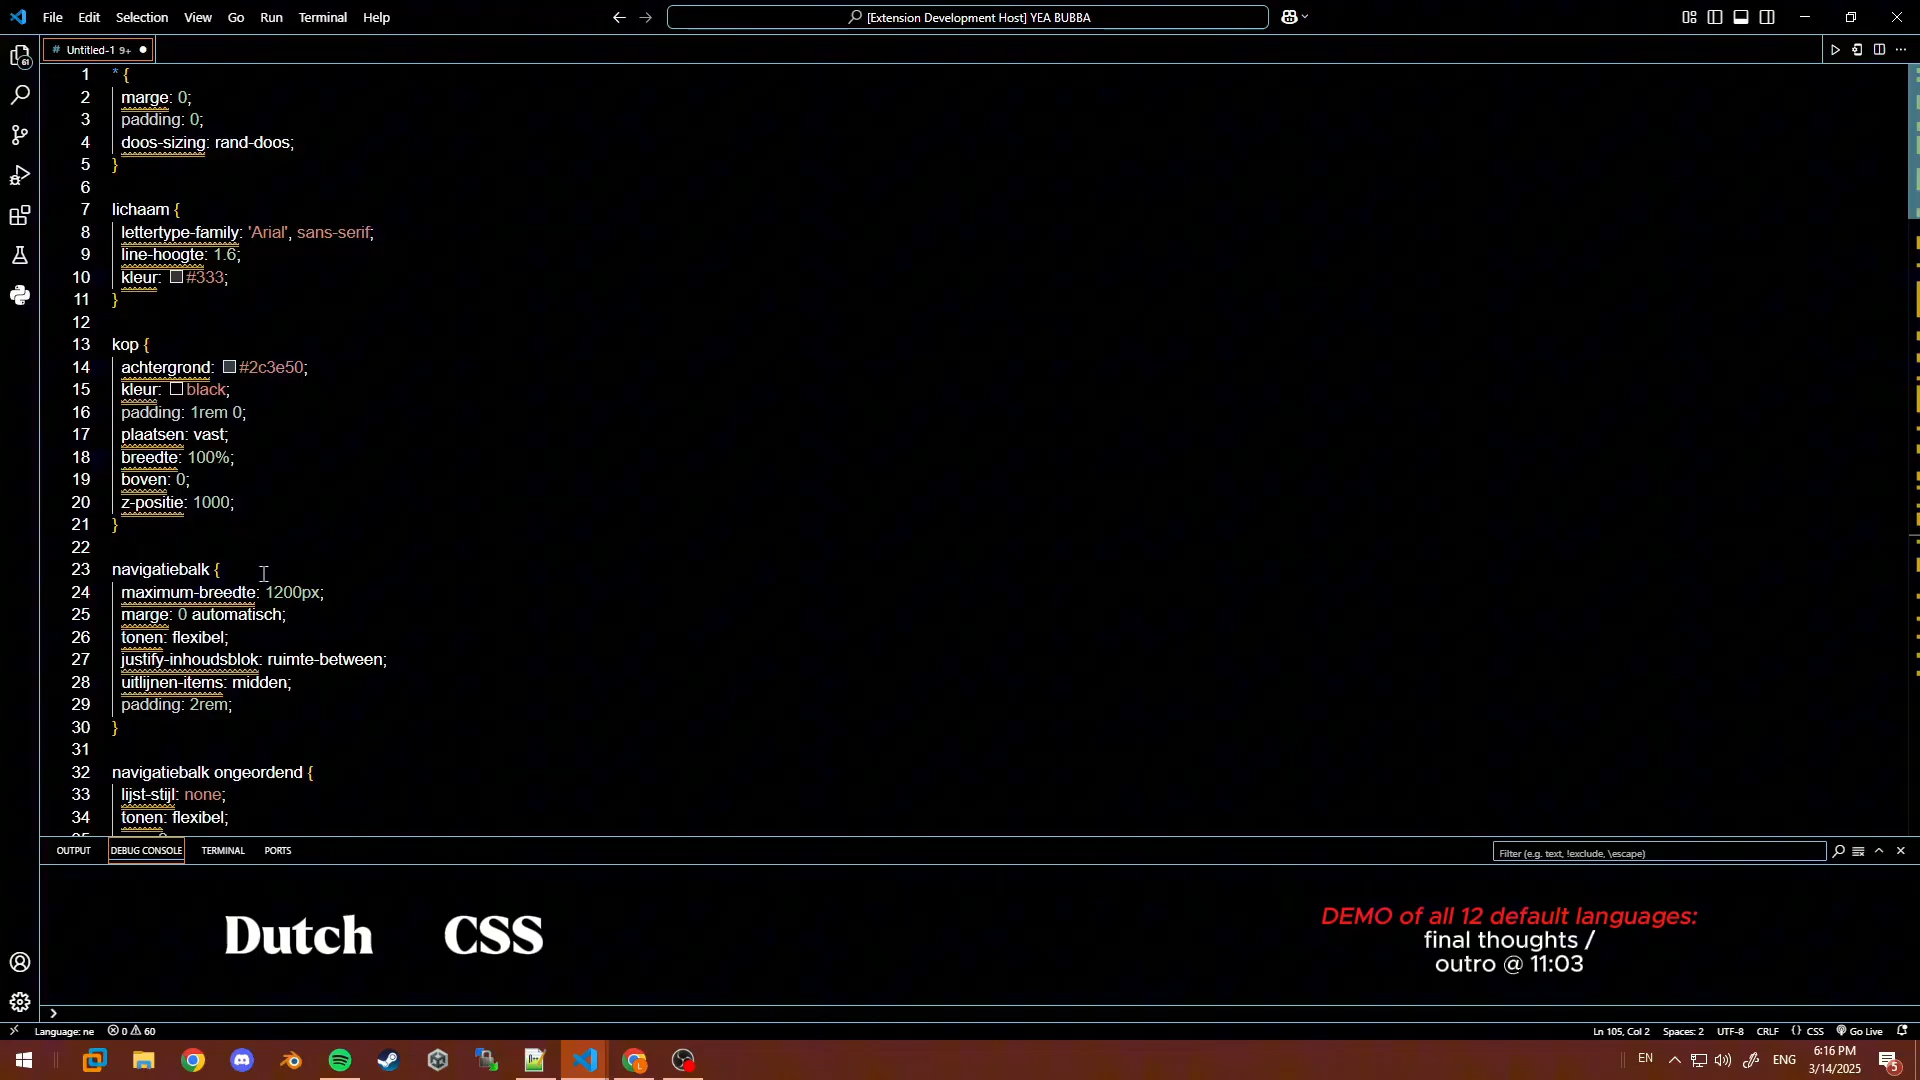 File Edit Selection View Go Run Terminal Help
[Extension Development Host] YEA BUBBA
# Untitled-1 9+
61
1 * {
2 marge: 0;
3 padding: 0;
4 doos-sizing: rand-doos;
5 }
6
7 lichaam {
8 lettertype-family: 'Arial', sans-serif;
9 line-hoogte: 1.6;
10 kleur: #333;
11 }
12
13 kop {
14 achtergrond: #2c3e50;
15 kleur: black;
16 padding: 1rem 0;
17 plaatsen: vast;
18 breedte: 100%;
19 boven: 0;
20 z-positie: 1000;
21 }
22
23 navigatiebalk {
24 maximum-breedte: 1200px;
25 marge: 0 automatisch;
26 tonen: flexibel;
27 justify-inhoudsblok: ruimte-between;
28 uitlijnen-items: midden;
29 padding: 2rem;
30 }
31
32 navigatiebalk ongeordend {
33 lijst-stijl: none;
34 tonen: flexibel;
OUTPUT DEBUG CONSOLE TERMINAL PORTS
Filter (e.g. text, !exclude, \escape)
Dutch CSS
DEMO of all 12 default languages:
final thoughts /
outro @ 11:03
Language: ne 0 60
Ln 105, Col 2 Spaces: 2 UTF-8 CRLF {} CSS Go Live
EN ENG 6:16 PM
3/14/2025
5